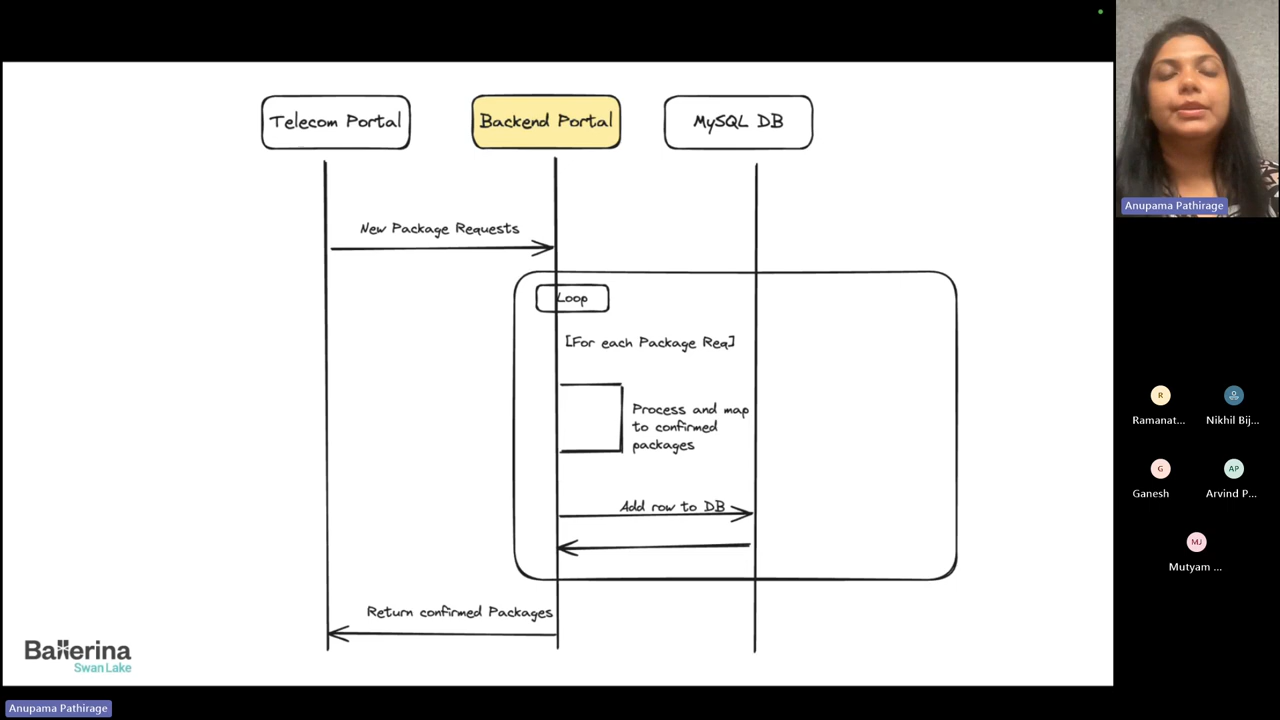 Telecom Portal
Backend Portal
MySQL DB
New Package Requests
Loop
[For each Package Req]
Process and map
to confirmed
packages
Add row to DB
Return confirmed Packages
Ballerina
Swan Lake
Anupama Pathirage
Anupama Pathirage
R
Ramanat...
Nikhil Bij...
G
Ganesh
AP
Arvind P...
MJ
Mutyam ...